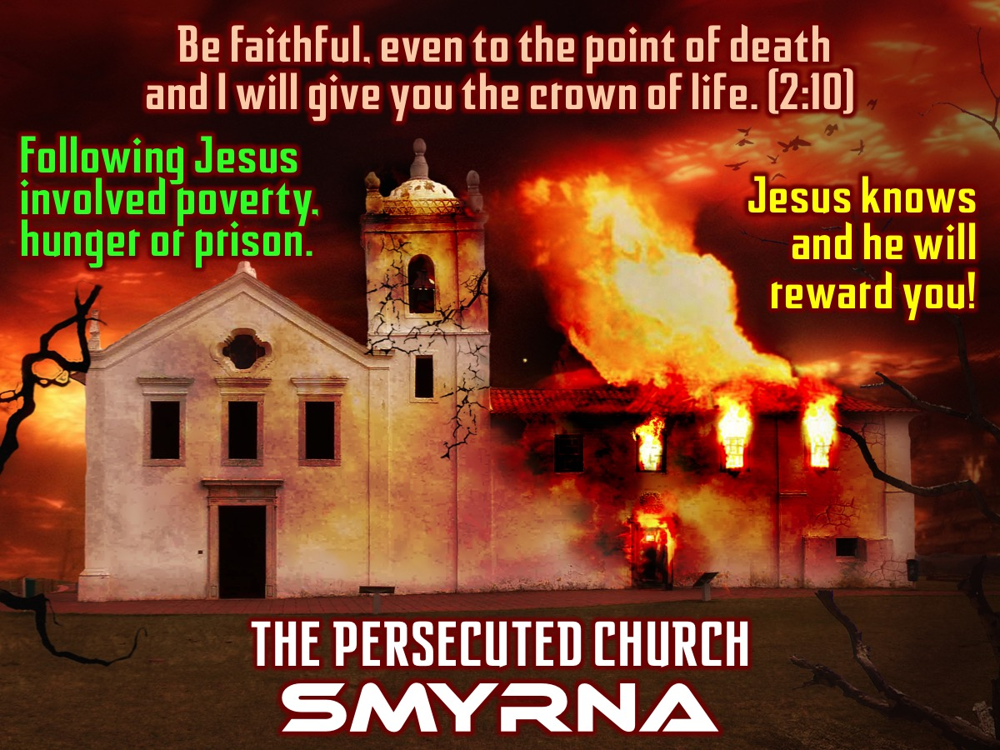 Be faithful, even to the point of death
and I will give you the crown of life. (2:10)
Following Jesus
involved poverty,
hunger or prison.
Jesus knows
and he will
reward you!
THE PERSECUTED CHURCH
SMYRNA